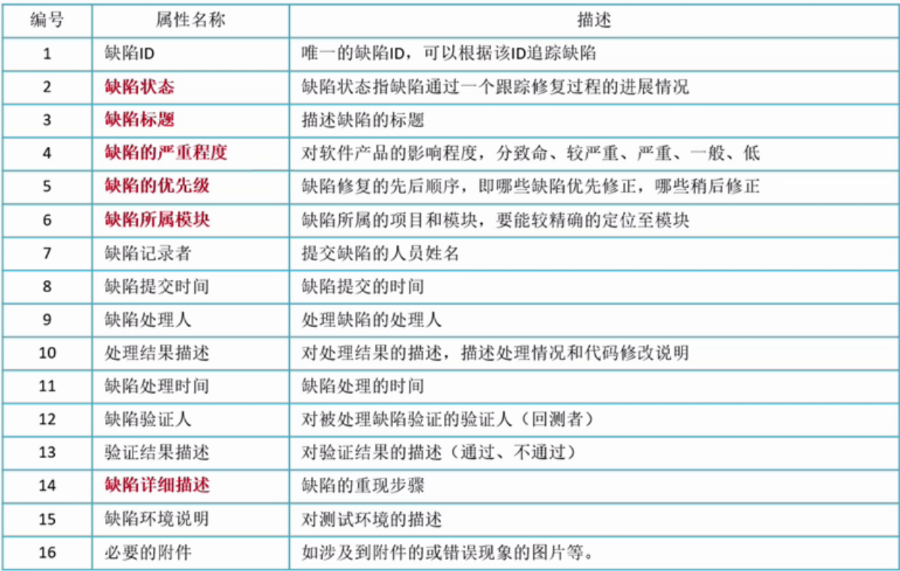 编号 属性名称 描述
1 缺陷ID 唯一的缺陷ID，可以根据该ID追踪缺陷
2 缺陷状态 缺陷状态指缺陷通过一个跟踪修复过程的进展情况
3 缺陷标题 描述缺陷的标题
4 缺陷的严重程度 对软件产品的影响程度，分致命、较严重、严重、一般、低
5 缺陷的优先级 缺陷修复的先后顺序，即哪些缺陷优先修正，哪些稍后修正
6 缺陷所属模块 缺陷所属的项目和模块，要能较精确的定位至模块
7 缺陷记录者 提交缺陷的人员姓名
8 缺陷提交时间 缺陷提交的时间
9 缺陷处理人 处理缺陷的处理人
10 处理结果描述 对处理结果的描述，描述处理情况和代码修改说明
11 缺陷处理时间 缺陷处理的时间
12 缺陷验证人 对被处理缺陷验证的验证人（回测者）
13 验证结果描述 对验证结果的描述（通过、不通过）
14 缺陷详细描述 缺陷的重现步骤
15 缺陷环境说明 对测试环境的描述
16 必要的附件 如涉及到附件的或错误现象的图片等。